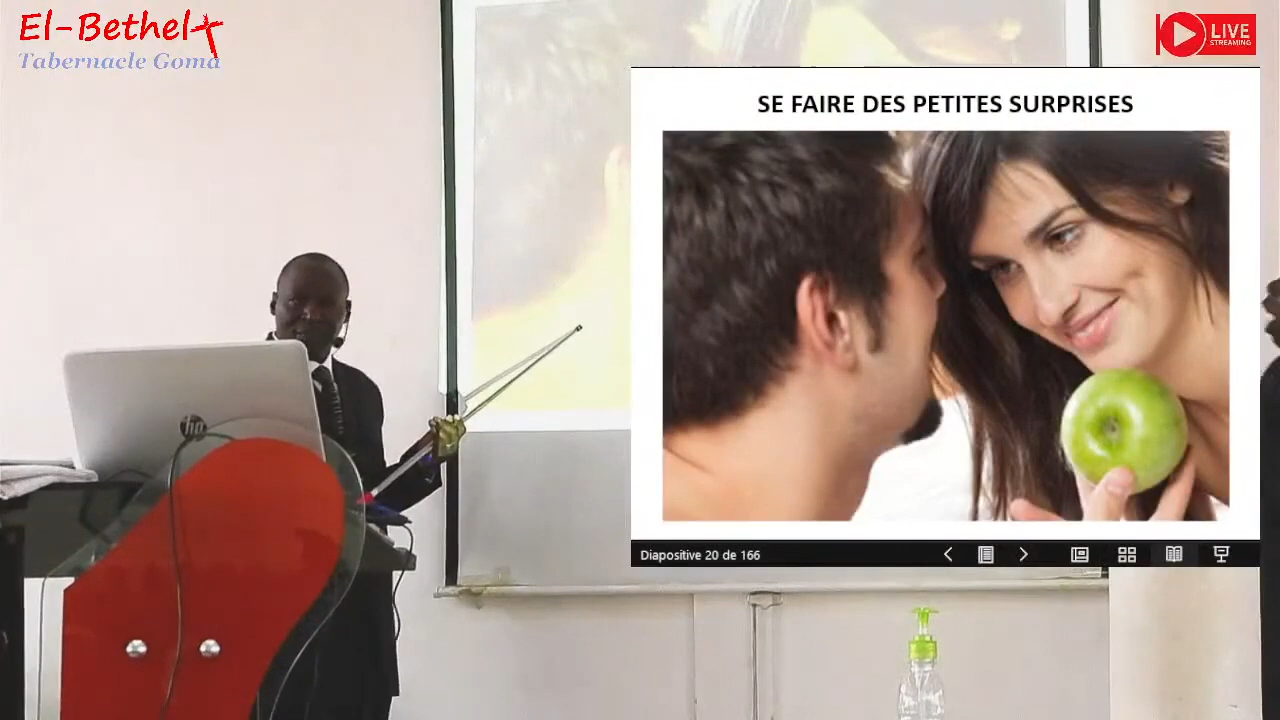 El-Bethel
Tabernacle Goma
LIVE
STREAMING
SE FAIRE DES PETITES SURPRISES
hp
Diapositive 20 de 166